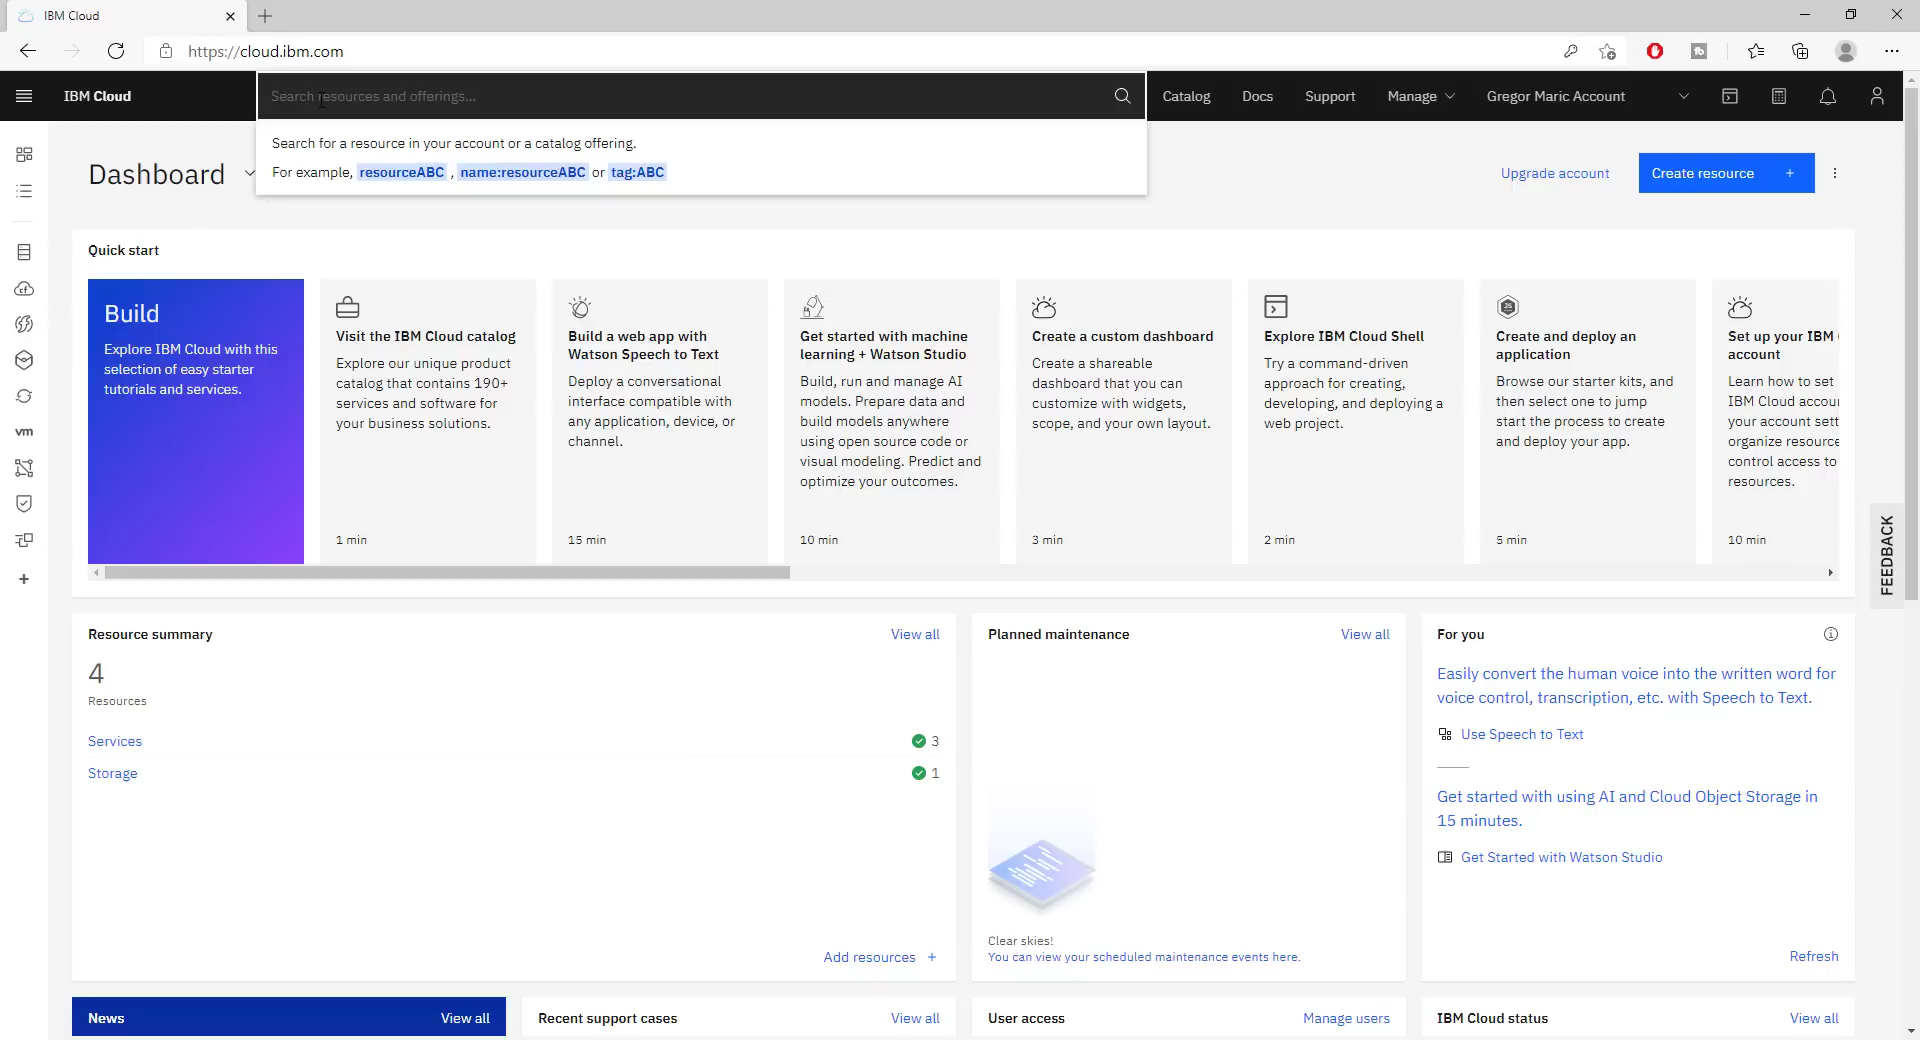 IBM Cloud
https://cloud.ibm.com
IBM Cloud
Search resources and offerings...
Catalog
Docs
Support
Manage
Gregor Maric Account
Search for a resource in your account or a catalog offering.
For example, resourceABC , name:resourceABC or tag:ABC
Dashboard
Upgrade account
Create resource +
Quick start
Build
Explore IBM Cloud with this
selection of easy starter
tutorials and services.
Visit the IBM Cloud catalog
Explore our unique product
catalog that contains 190+
services and software for
your business solutions.
1 min
Build a web app with
Watson Speech to Text
Deploy a conversational
interface compatible with
any application, device, or
channel.
15 min
Get started with machine
learning + Watson Studio
Build, run and manage AI
models. Prepare data and
build models anywhere
using open source code or
visual modeling. Predict and
optimize your outcomes.
10 min
Create a custom dashboard
Create a shareable
dashboard that you can
customize with widgets,
scope, and your own layout.
3 min
Explore IBM Cloud Shell
Try a command-driven
approach for creating,
developing, and deploying a
web project.
2 min
Create and deploy an
application
Browse our starter kits, and
then select one to jump
start the process to create
and deploy your app.
5 min
Set up your IBM
account
Learn how to set
IBM Cloud accou
your account sett
organize resource
control access to
resources.
10 min
FEEDBACK
vm
Resource summary
View all
4
Resources
Services
3
Storage
1
Add resources +
Planned maintenance
View all
Clear skies!
You can view your scheduled maintenance events here.
For you
Easily convert the human voice into the written word for
voice control, transcription, etc. with Speech to Text.
Use Speech to Text
Get started with using AI and Cloud Object Storage in
15 minutes.
Get Started with Watson Studio
Refresh
News
View all
Recent support cases
View all
User access
Manage users
IBM Cloud status
View all